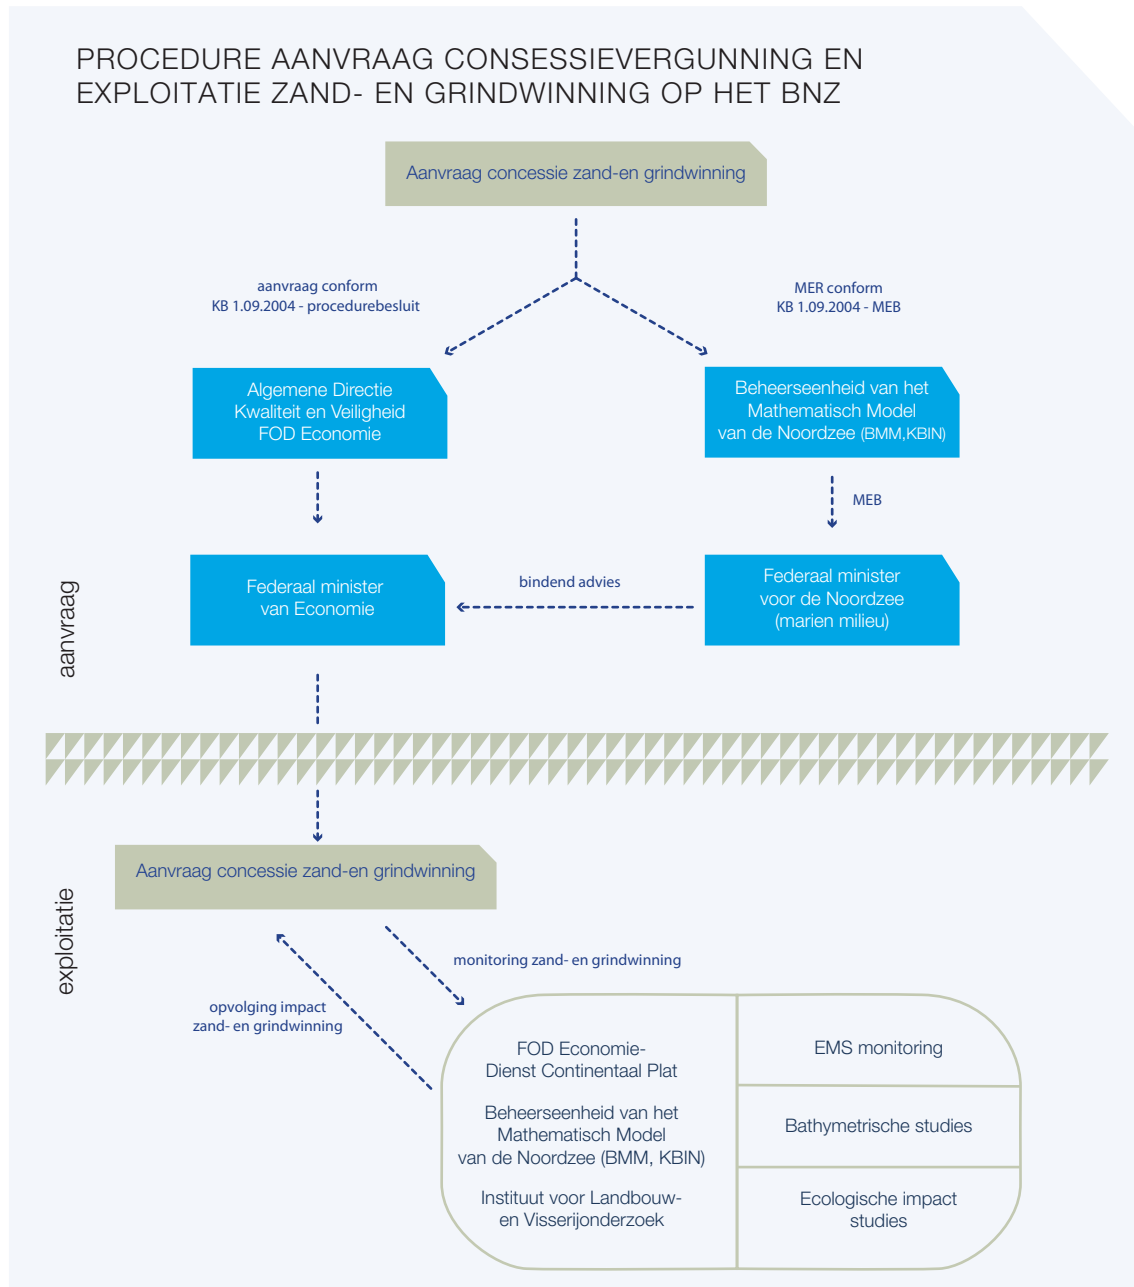 PROCEDURE AANVRAAG CONSESSIEVERGUNNING EN
EXPLOITATIE ZAND- EN GRINDWINNING OP HET BNZ
Aanvraag concessie zand-en grindwinning
aanvraag conform
KB 1.09.2004 - procedurebesluit
MER conform
KB 1.09.2004 - MEB
Algemene Directie
Kwaliteit en Veiligheid
FOD Economie
Beheerseenheid van het
Mathematisch Model
van de Noordzee (BMM,KBIN)
MEB
aanvraag
Federaal minister
van Economie
bindend advies
Federaal minister
voor de Noordzee
(marien milieu)
exploitatie
Aanvraag concessie zand-en grindwinning
monitoring zand- en grindwinning
opvolging impact
zand- en grindwinning
FOD Economie-
Dienst Continentaal Plat
Beheerseenheid van het
Mathematisch Model
van de Noordzee (BMM, KBIN)
Instituut voor Landbouw-
en Visserijonderzoek
EMS monitoring
Bathymetrische studies
Ecologische impact
studies